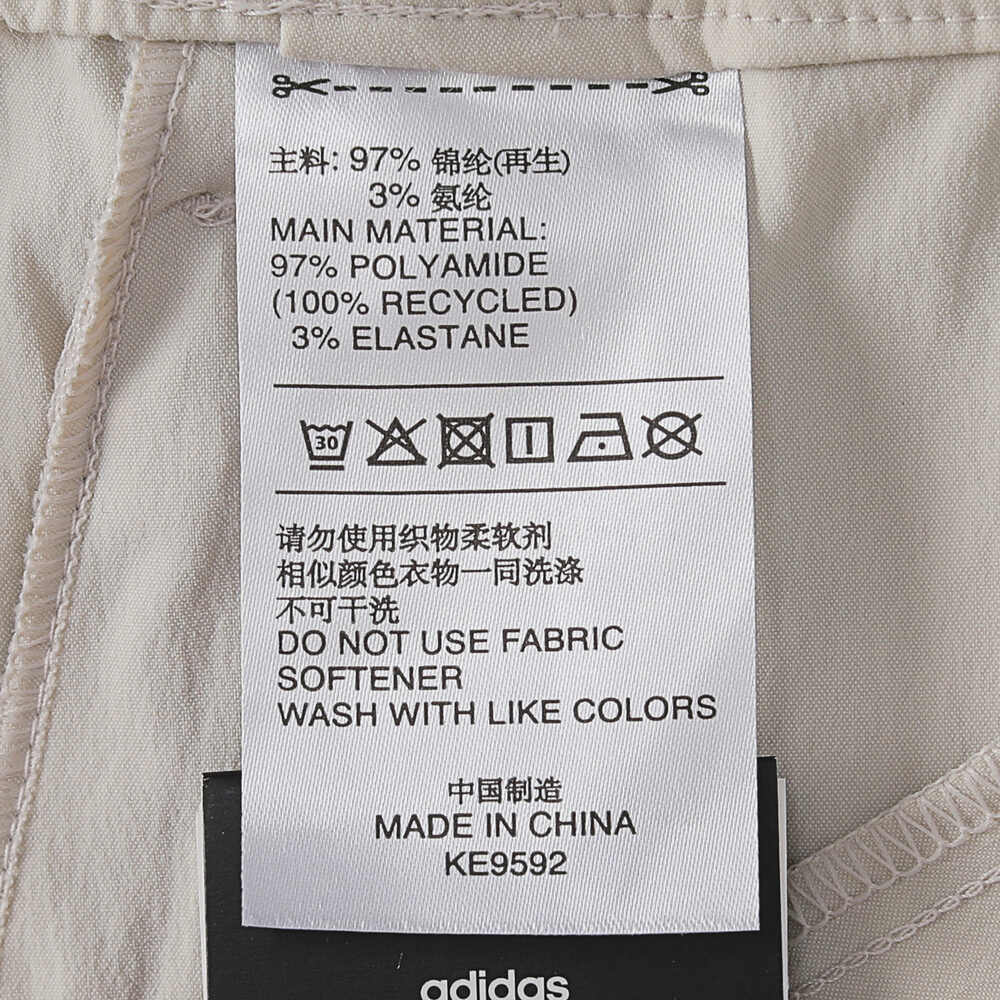 主料: 97% 锦纶(再生)
3% 氨纶
MAIN MATERIAL:
97% POLYAMIDE
(100% RECYCLED)
3% ELASTANE
30
请勿使用织物柔软剂
相似颜色衣物一同洗涤
不可干洗
DO NOT USE FABRIC
SOFTENER
WASH WITH LIKE COLORS
中国制造
MADE IN CHINA
KE9592
adidas